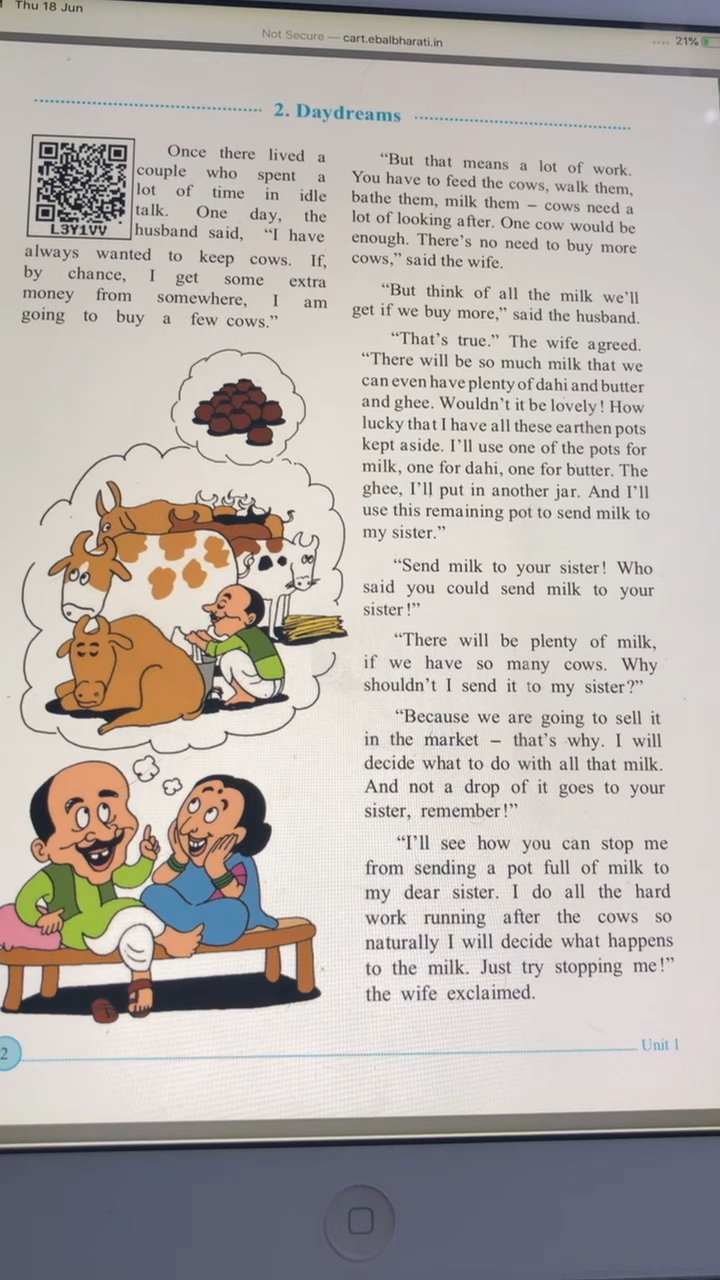 Thu 18 Jun
Not Secure — cart.ebalbharati.in
21%
2. Daydreams
L3Y1VV
Once there lived a
couple who spent a
lot of time in idle
talk. One day, the
husband said, “I have
always wanted to keep cows. If,
by chance, I get some extra
money from somewhere, I am
going to buy a few cows.”
“But that means a lot of work.
You have to feed the cows, walk them,
bathe them, milk them – cows need a
lot of looking after. One cow would be
enough. There’s no need to buy more
cows,” said the wife.
“But think of all the milk we’ll
get if we buy more,” said the husband.
“That’s true.” The wife agreed.
“There will be so much milk that we
can even have plenty of dahi and butter
and ghee. Wouldn’t it be lovely! How
lucky that I have all these earthen pots
kept aside. I’ll use one of the pots for
milk, one for dahi, one for butter. The
ghee, I’ll put in another jar. And I’ll
use this remaining pot to send milk to
my sister.”
“Send milk to your sister! Who
said you could send milk to your
sister!”
“There will be plenty of milk,
if we have so many cows. Why
shouldn’t I send it to my sister?”
“Because we are going to sell it
in the market – that’s why. I will
decide what to do with all that milk.
And not a drop of it goes to your
sister, remember!”
“I’ll see how you can stop me
from sending a pot full of milk to
my dear sister. I do all the hard
work running after the cows so
naturally I will decide what happens
to the milk. Just try stopping me!”
the wife exclaimed.
2
Unit 1